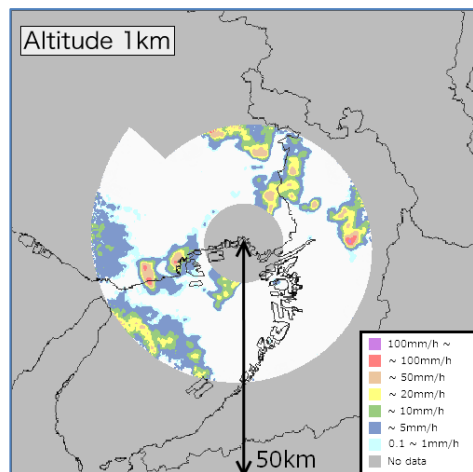 Altitude 1km
50km
100mm/h ~
~ 100mm/h
~ 50mm/h
~ 20mm/h
~ 10mm/h
~ 5mm/h
0.1 ~ 1mm/h
No data